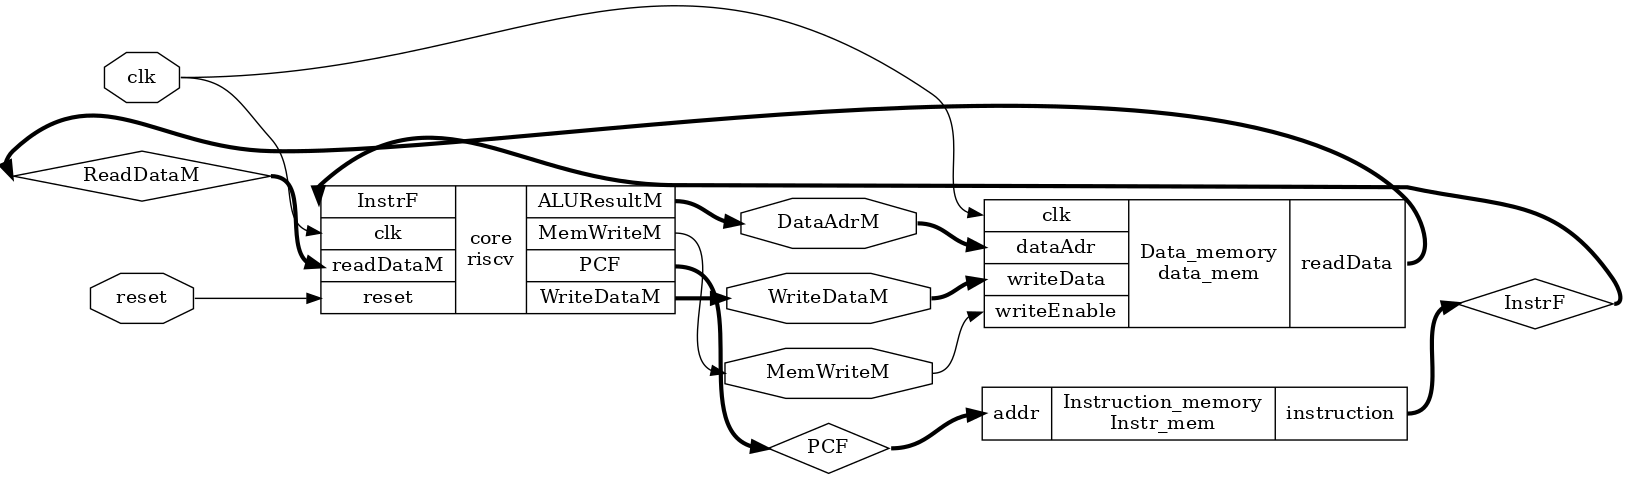 clk
ReadDataM
reset
InstrF
clk
readDataM
reset
core
riscv
ALUResultM
MemWriteM
PCF
WriteDataM
DataAdrM
WriteDataM
MemWriteM
PCF
clk
dataAdr
writeData
writeEnable
Data_memory
data_mem
readData
addr
Instruction_memory
Instr_mem
instruction
InstrF